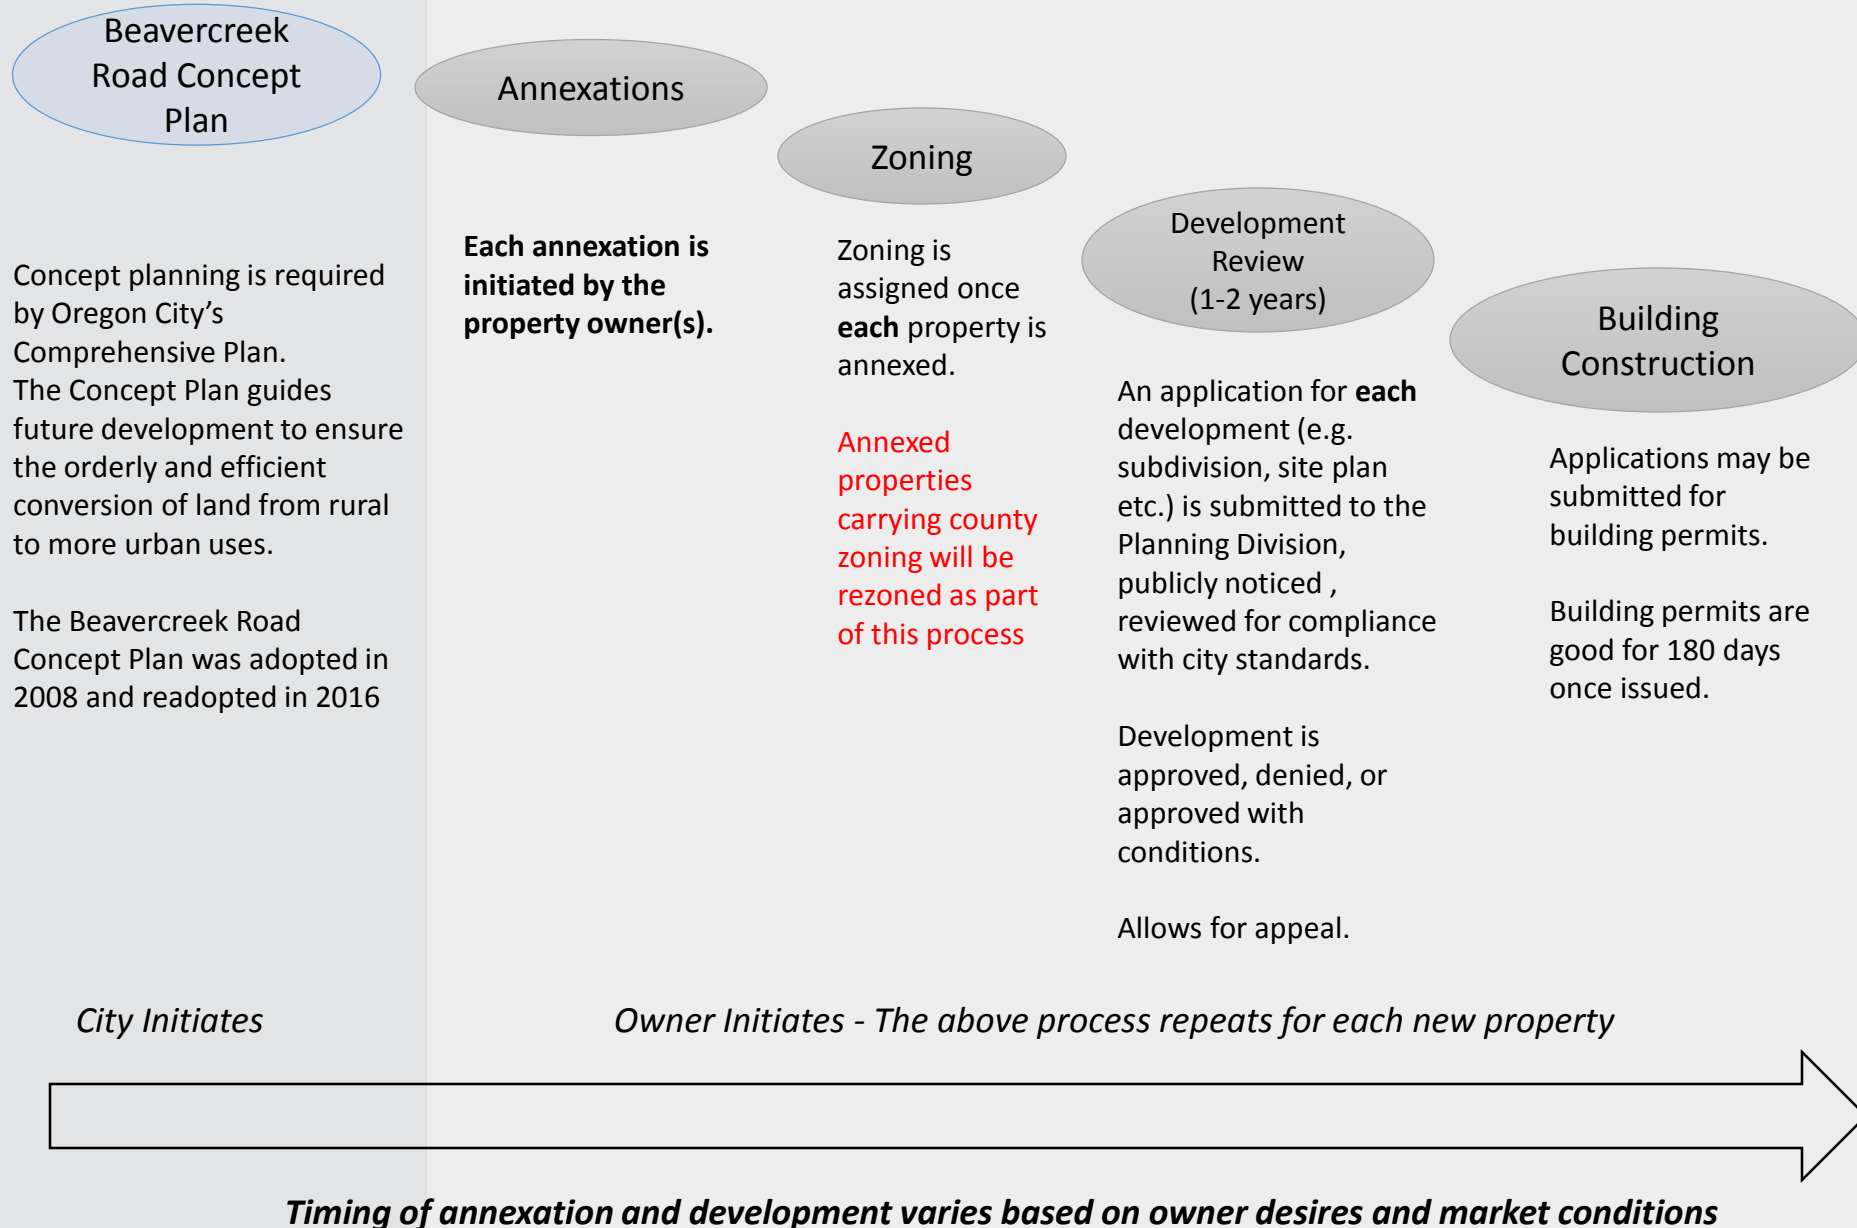 Beavercreek
Road Concept
Plan
Concept planning is required
by Oregon City’s
Comprehensive Plan.
The Concept Plan guides
future development to ensure
the orderly and efficient
conversion of land from rural
to more urban uses.
The Beavercreek Road
Concept Plan was adopted in
2008 and readopted in 2016
Annexations
Each annexation is
initiated by the
property owner(s).
Zoning
Zoning is
assigned once
each property is
annexed.
Annexed
properties
carrying county
zoning will be
rezoned as part
of this process
Development
Review
(1-2 years)
An application for each
development (e.g.
subdivision, site plan
etc.) is submitted to the
Planning Division,
publicly noticed ,
reviewed for compliance
with city standards.
Development is
approved, denied, or
approved with
conditions.
Allows for appeal.
Building
Construction
Applications may be
submitted for
building permits.
Building permits are
good for 180 days
once issued.
City Initiates
Owner Initiates - The above process repeats for each new property
Timing of annexation and development varies based on owner desires and market conditions